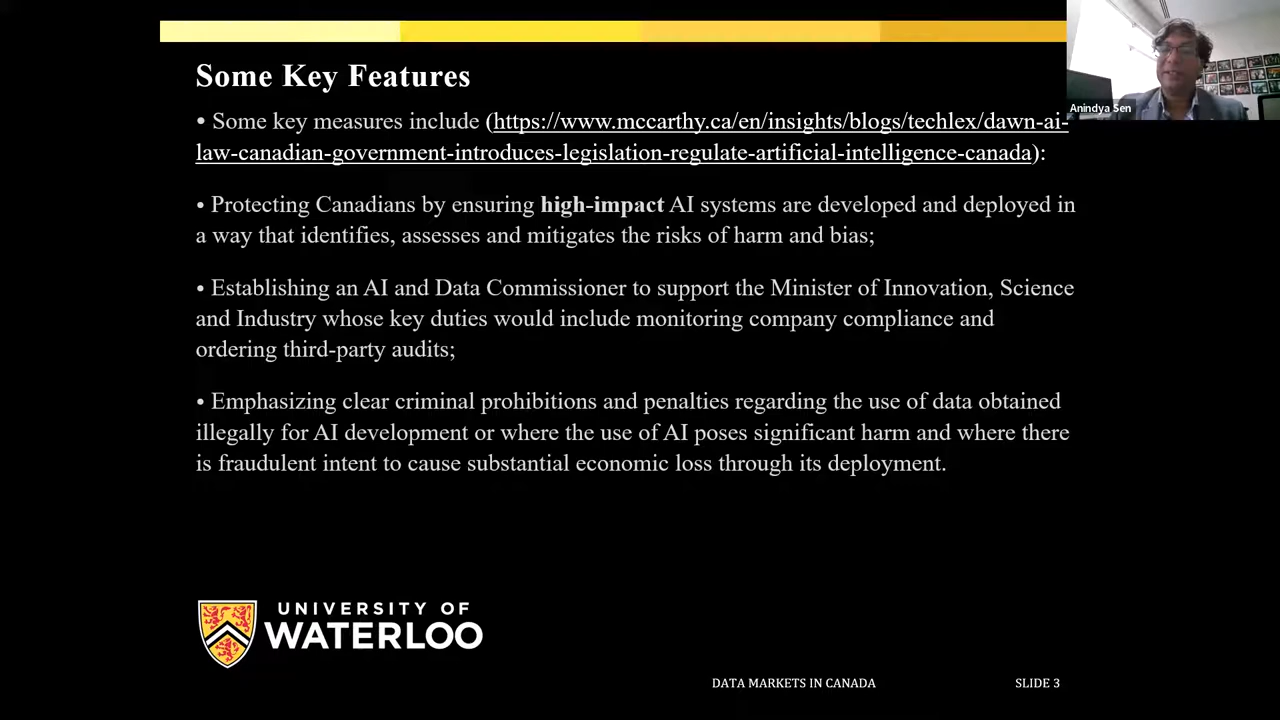 Some Key Features
• Some key measures include (https://www.mccarthy.ca/en/insights/blogs/techlex/dawn-ai-
law-canadian-government-introduces-legislation-regulate-artificial-intelligence-canada):
• Protecting Canadians by ensuring high-impact AI systems are developed and deployed in
a way that identifies, assesses and mitigates the risks of harm and bias;
• Establishing an AI and Data Commissioner to support the Minister of Innovation, Science
and Industry whose key duties would include monitoring company compliance and
ordering third-party audits;
• Emphasizing clear criminal prohibitions and penalties regarding the use of data obtained
illegally for AI development or where the use of AI poses significant harm and where there
is fraudulent intent to cause substantial economic loss through its deployment.
UNIVERSITY OF
WATERLOO
DATA MARKETS IN CANADA
SLIDE 3
Anindya Sen